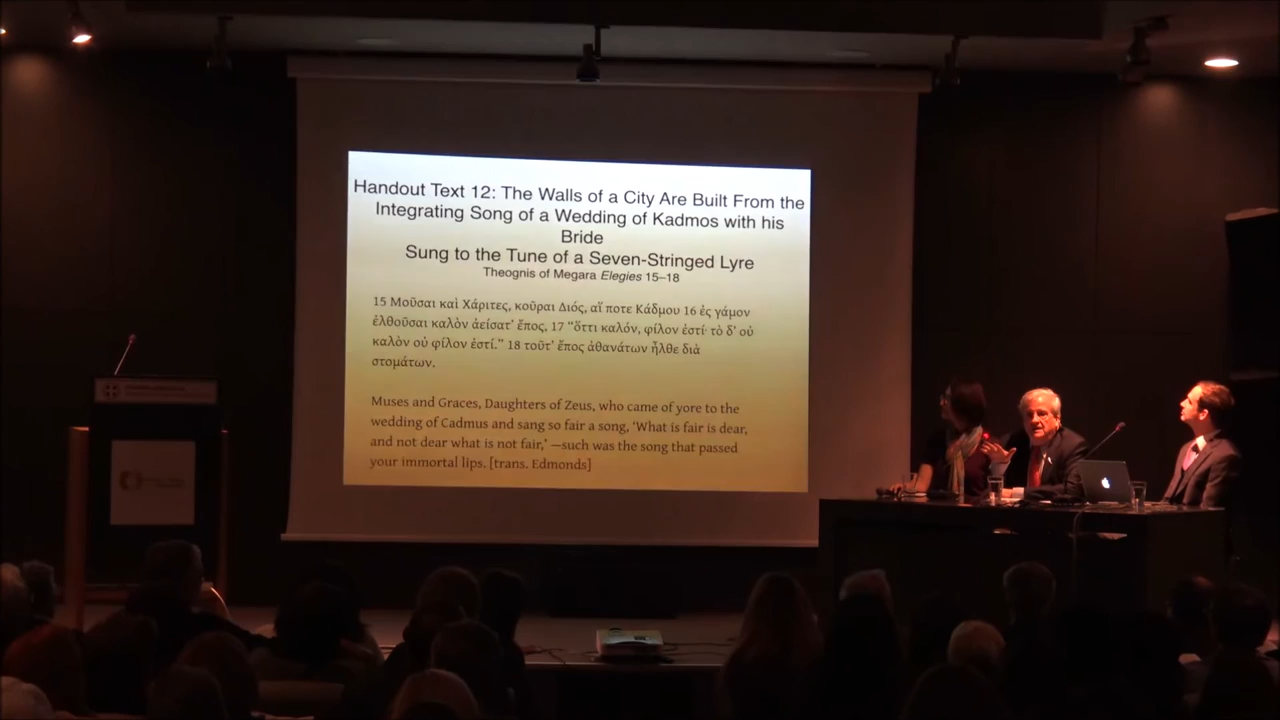 Handout Text 12: The Walls of a City Are Built From the
Integrating Song of a Wedding of Kadmos with his
Bride
Sung to the Tune of a Seven-Stringed Lyre
Theognis of Megara Elegies 15–18
15 Μοῦσαι καὶ Χάριτες, κοῦραι Διός, αἵ ποτε Κάδμου 16 ἐς γάμον
ἐλθοῦσαι καλὸν ἀείσατ’ ἔπος, 17 “ὅττι καλόν, φίλον ἐστί· τὸ δ’ οὐ
καλὸν οὐ φίλον ἐστί.” 18 τοῦτ’ ἔπος ἀθανάτων ἦλθε διὰ
στομάτων.
Muses and Graces, Daughters of Zeus, who came of yore to the
wedding of Cadmus and sang so fair a song, ‘What is fair is dear,
and not dear what is not fair,’ —such was the song that passed
your immortal lips. [trans. Edmonds]